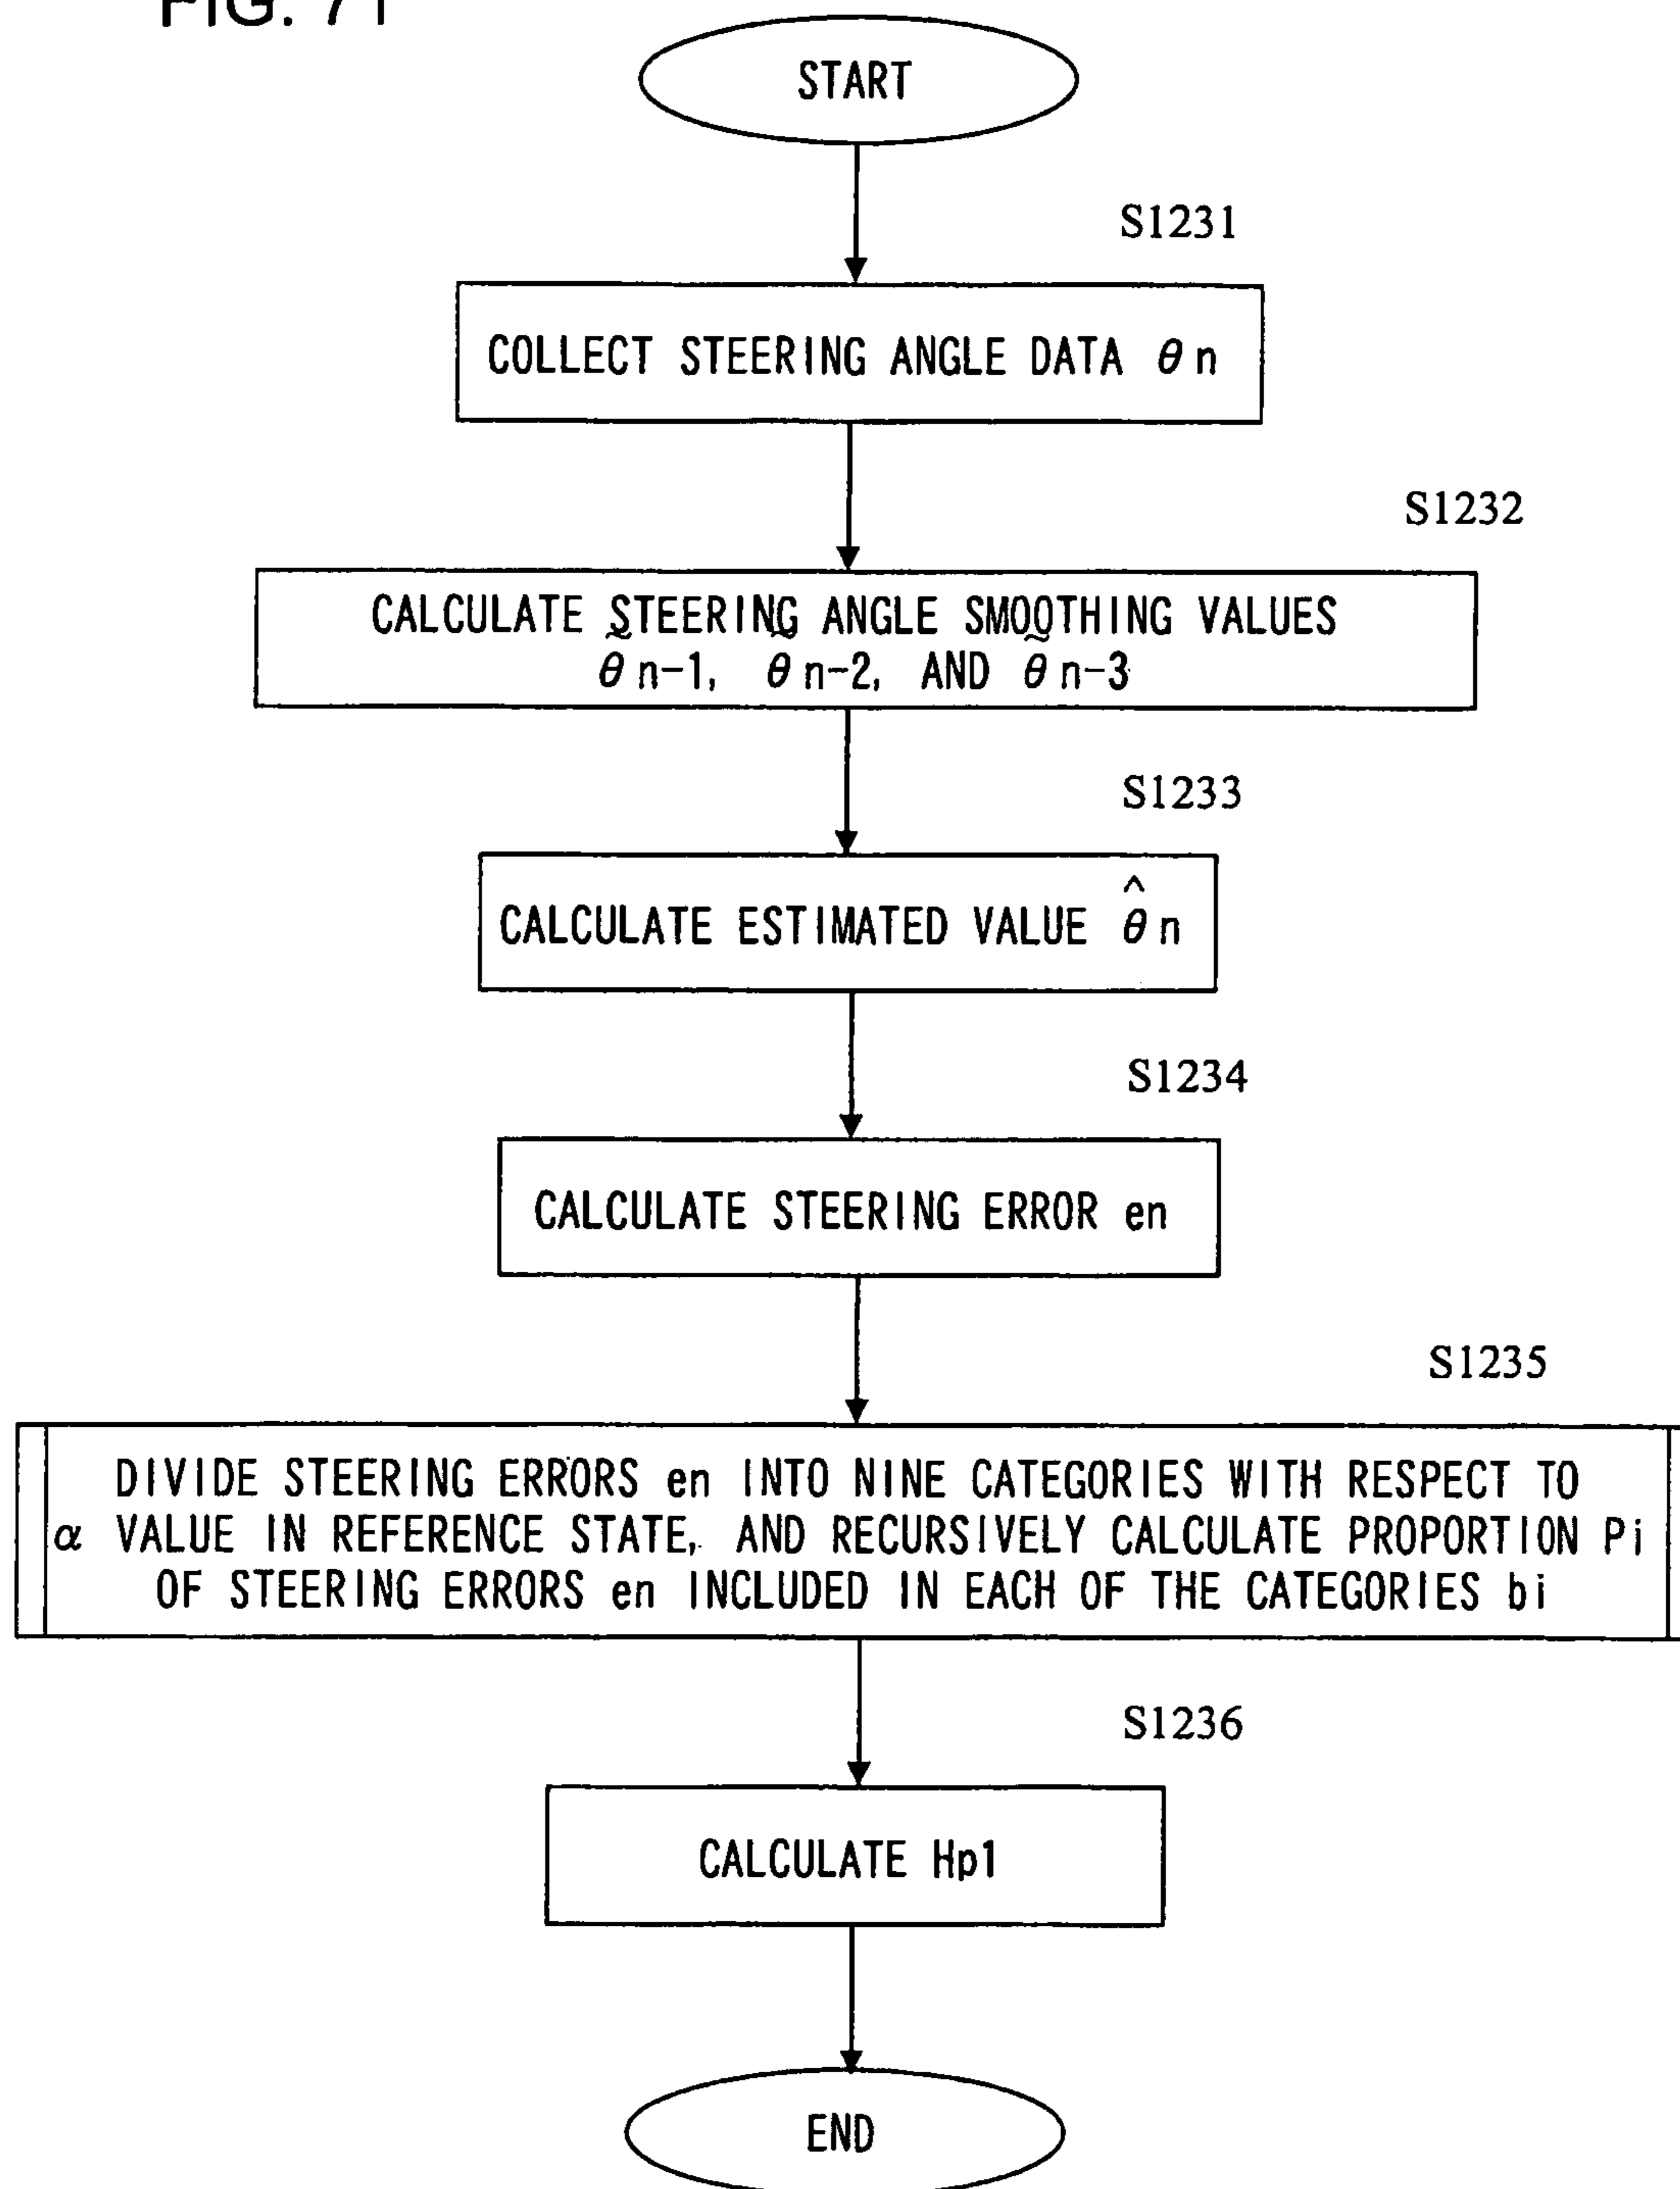 FIG. 71
START
S1231
COLLECT STEERING ANGLE DATA θn
S1232
CALCULATE STEERING ANGLE SMOOTHING VALUES
θ̃n-1, θ̃n-2, AND θ̃n-3
S1233
CALCULATE ESTIMATED VALUE θ̂n
S1234
CALCULATE STEERING ERROR en
S1235
DIVIDE STEERING ERRORS en INTO NINE CATEGORIES WITH RESPECT TO
α VALUE IN REFERENCE STATE, AND RECURSIVELY CALCULATE PROPORTION Pi
OF STEERING ERRORS en INCLUDED IN EACH OF THE CATEGORIES bi
S1236
CALCULATE Hp1
END